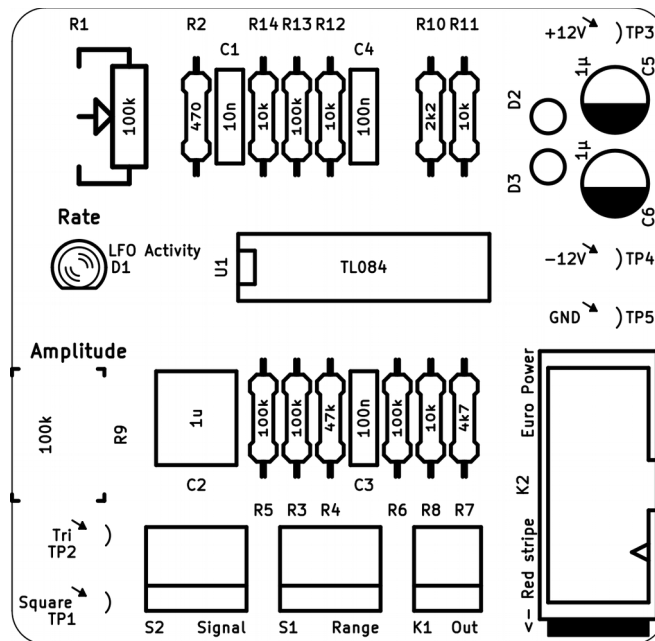 R1 R2 C1 R14 R13 R12 C4 R10 R11
+12V TP3
100k 470 10n 10k 100k 10k 100n 2k2 10k
1µ C5
D2
1µ
D3
C6
Rate
LFO Activity
D1
U1 TL084
-12V TP4
GND TP5
Amplitude
100k R9
1u 100k 100k 47k 100n 100k 10k 4k7
C2 C3
R5 R3 R4 R6 R8 R7
Euro Power
K2
<- Red stripe
Tri
TP2
Square
TP1
S2 Signal S1 Range K1 Out